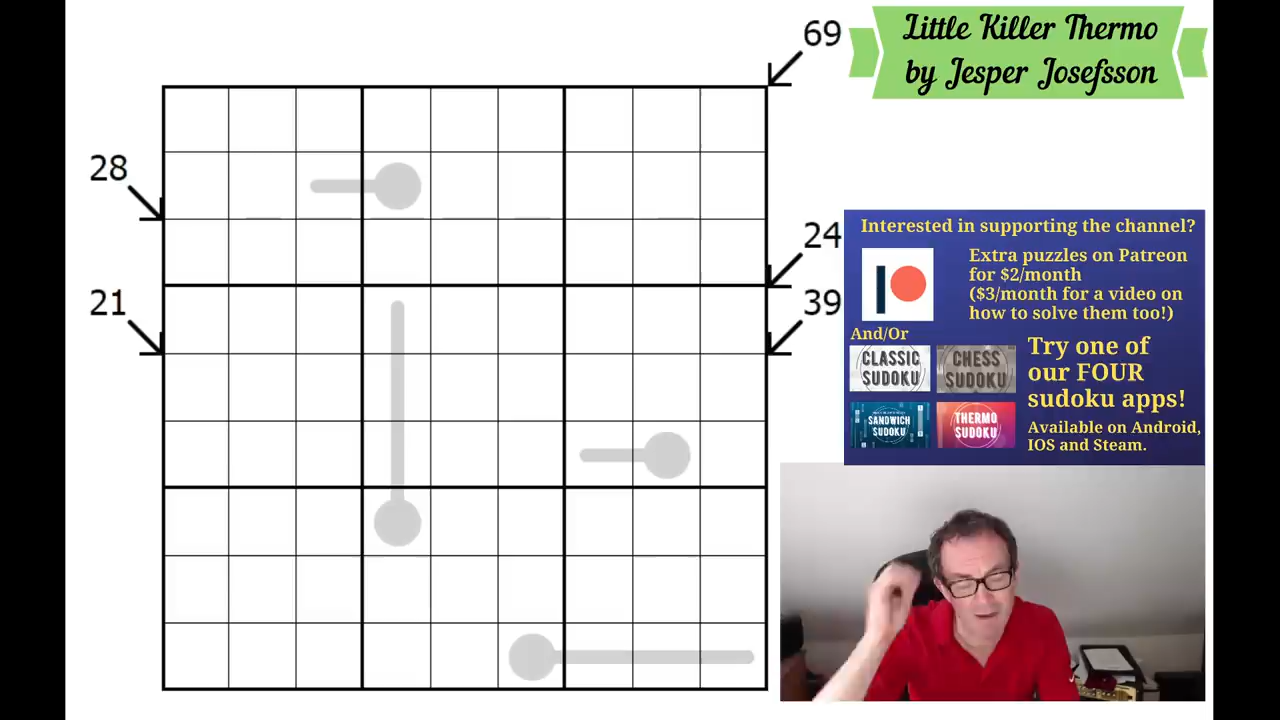 69
Little Killer Thermo
by Jesper Josefsson
28
24
21
39
Interested in supporting the channel?
Extra puzzles on Patreon
for $2/month
($3/month for a video on
how to solve them too!)
And/Or
CLASSIC
SUDOKU
CHESS
SUDOKU
SANDWICH
SUDOKU
THERMO
SUDOKU
Try one of
our FOUR
sudoku apps!
Available on Android,
IOS and Steam.